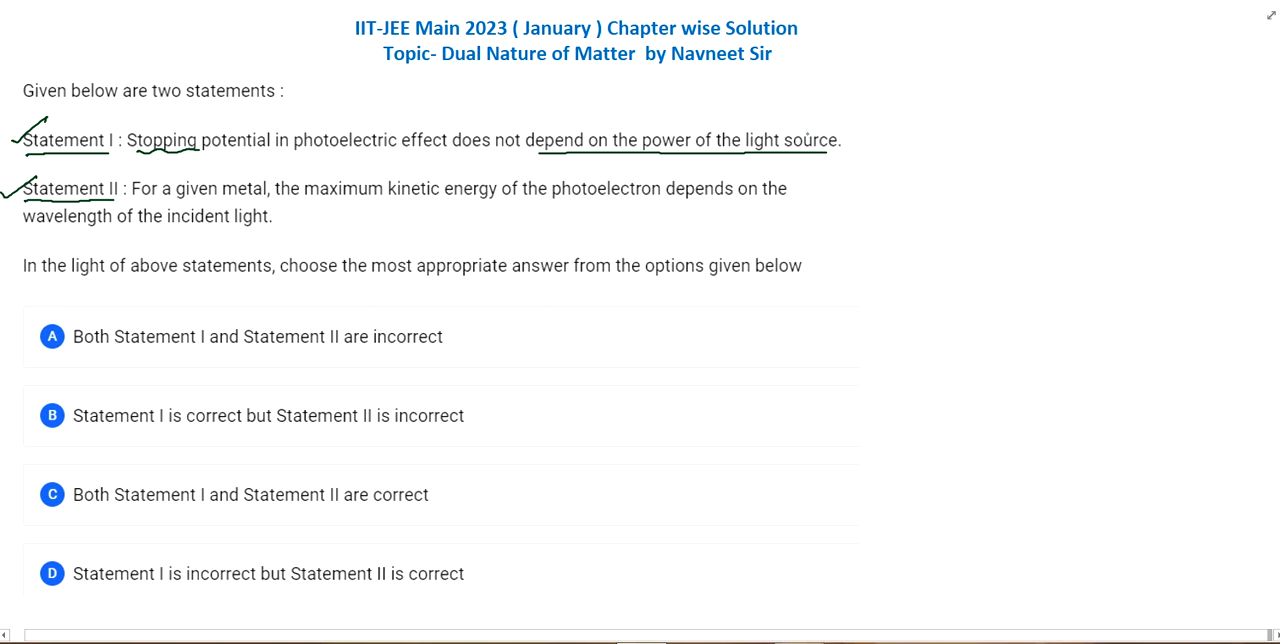 IIT-JEE Main 2023 ( January ) Chapter wise Solution
Topic- Dual Nature of Matter by Navneet Sir
Given below are two statements :
Statement I : Stopping potential in photoelectric effect does not depend on the power of the light source.
Statement II : For a given metal, the maximum kinetic energy of the photoelectron depends on the
wavelength of the incident light.
In the light of above statements, choose the most appropriate answer from the options given below
A Both Statement I and Statement II are incorrect
B Statement I is correct but Statement II is incorrect
C Both Statement I and Statement II are correct
D Statement I is incorrect but Statement II is correct